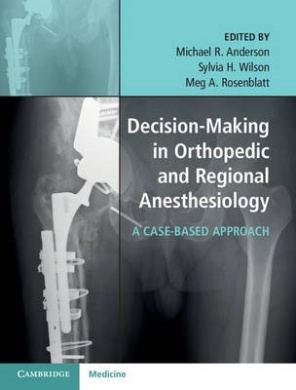 EDITED BY
Michael R. Anderson
Sylvia H. Wilson
Meg A. Rosenblatt
Decision-Making
in Orthopedic
and Regional
Anesthesiology
A CASE-BASED APPROACH
CAMBRIDGE
Medicine